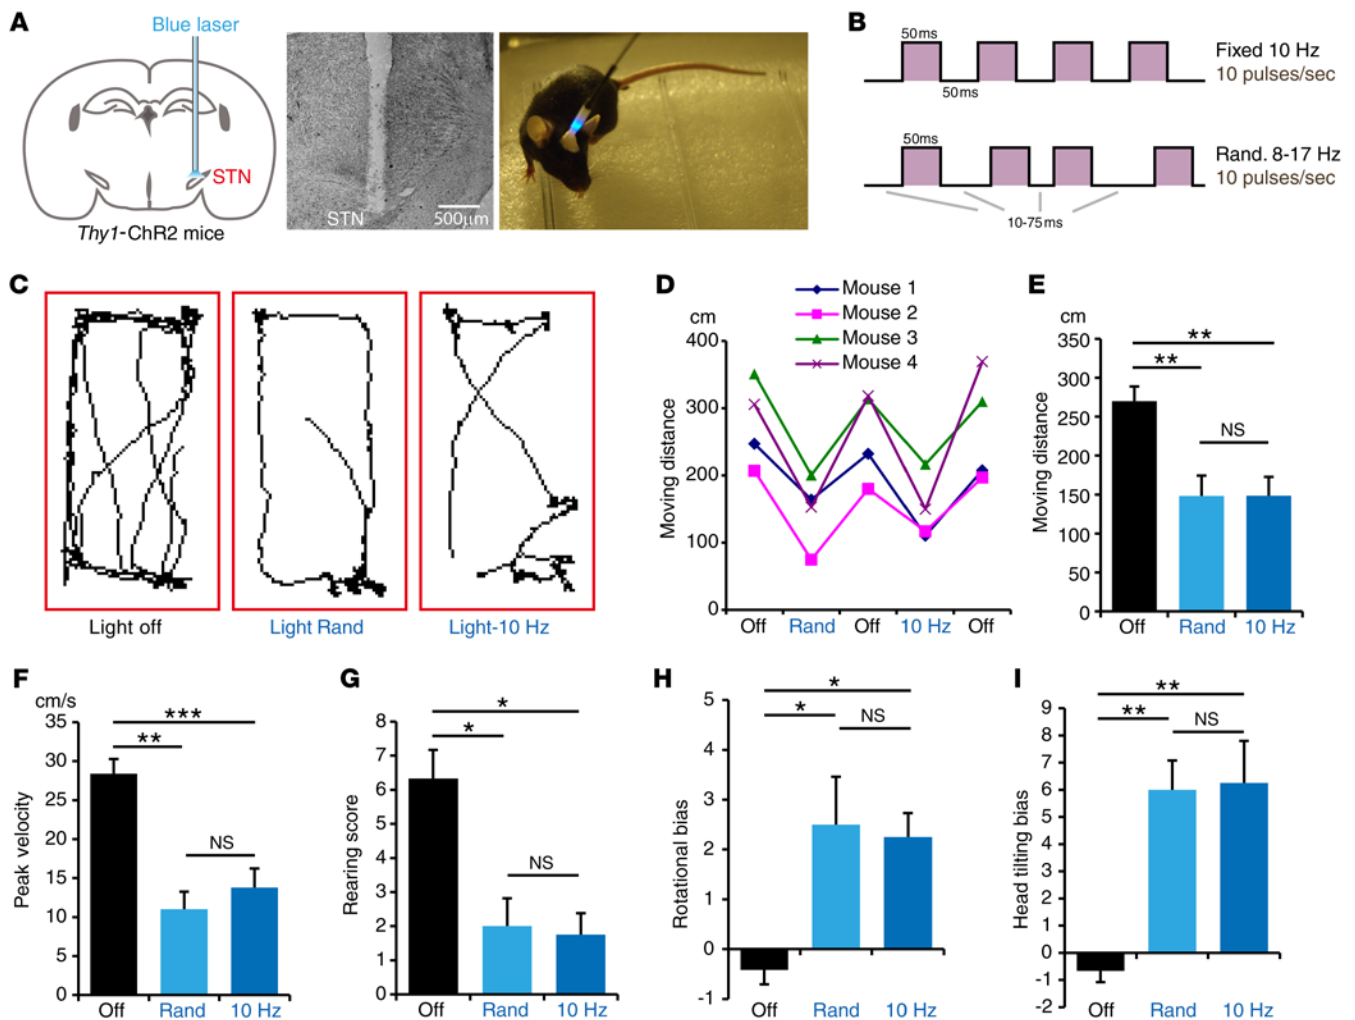 A
Blue laser
STN
Thy1-ChR2 mice
STN
500µm
B
50ms
50ms
Fixed 10 Hz
10 pulses/sec
50ms
Rand. 8-17 Hz
10 pulses/sec
10-75ms
C
Light off
Light Rand
Light-10 Hz
D
Mouse 1
Mouse 2
Mouse 3
Mouse 4
cm
Moving distance
400
300
200
100
0
Off Rand Off 10 Hz Off
E
cm
Moving distance
350
300
250
200
150
100
50
0
**
**
NS
Off Rand 10 Hz
F
cm/s
Peak velocity
35
30
25
20
15
10
5
0
***
**
NS
Off Rand 10 Hz
G
Rearing score
8
7
6
5
4
3
2
1
0
*
*
NS
Off Rand 10 Hz
H
Rotational bias
5
4
3
2
1
0
-1
*
*
NS
Off Rand 10 Hz
I
Head tilting bias
9
8
7
6
5
4
3
2
1
0
-1
-2
**
**
NS
Off Rand 10 Hz